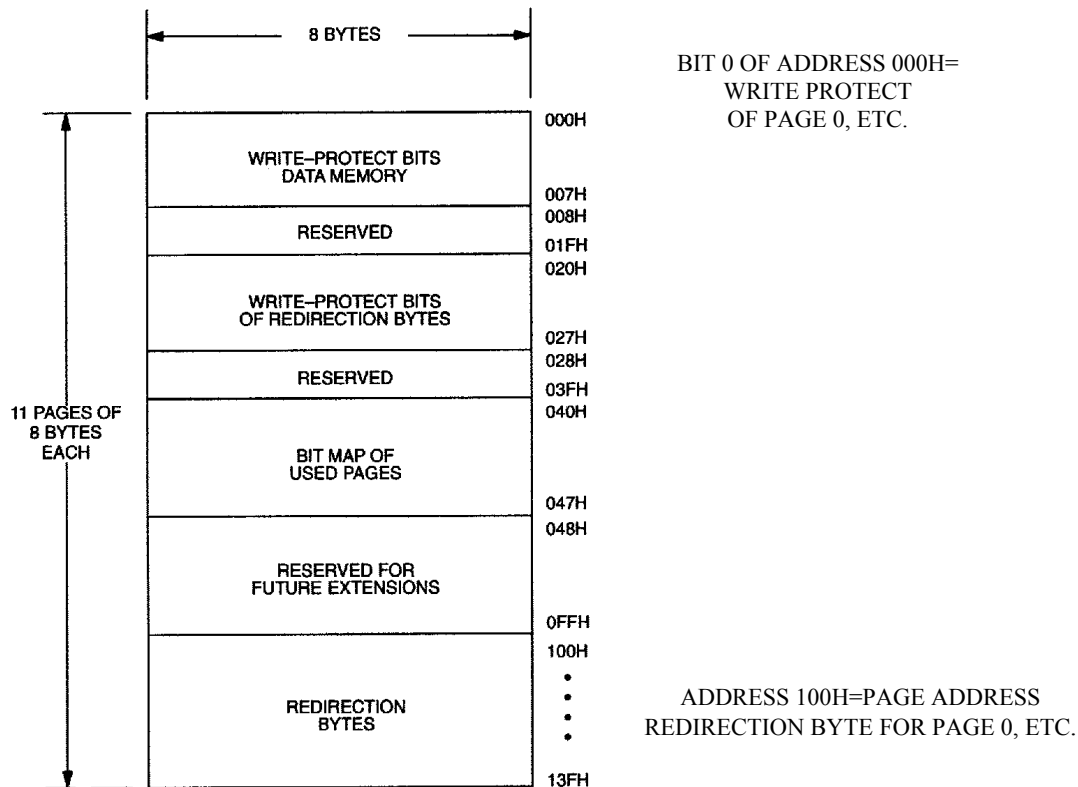 8 BYTES
BIT 0 OF ADDRESS 000H=
WRITE PROTECT
OF PAGE 0, ETC.
000H
WRITE–PROTECT BITS
DATA MEMORY
007H
008H
RESERVED
01FH
020H
WRITE–PROTECT BITS
OF REDIRECTION BYTES
027H
028H
RESERVED
03FH
040H
11 PAGES OF
8 BYTES
EACH
BIT MAP OF
USED PAGES
047H
048H
RESERVED FOR
FUTURE EXTENSIONS
0FFH
100H
REDIRECTION
BYTES
ADDRESS 100H=PAGE ADDRESS
REDIRECTION BYTE FOR PAGE 0, ETC.
13FH